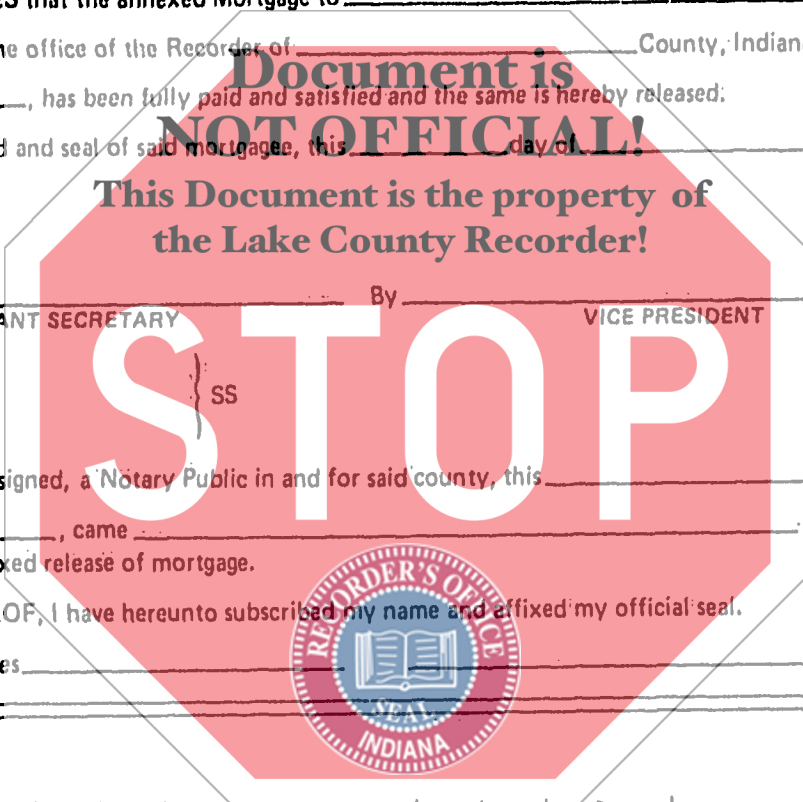 ES that the annexed Mortgage to
e office of the Recorder of County, Indian
Document is
, has been fully paid and satisfied and the same is hereby released.
NOT OFFICIAL!
and seal of said mortgagee, this day of
This Document is the property of
the Lake County Recorder!
By
ANT SECRETARY VICE PRESIDENT
STOP
SS
signed, a Notary Public in and for said county, this
, came
xed release of mortgage.
OF, I have hereunto subscribed my name and affixed my official seal.
RECORDER'S OFFICE
es
SEAL
INDIANA